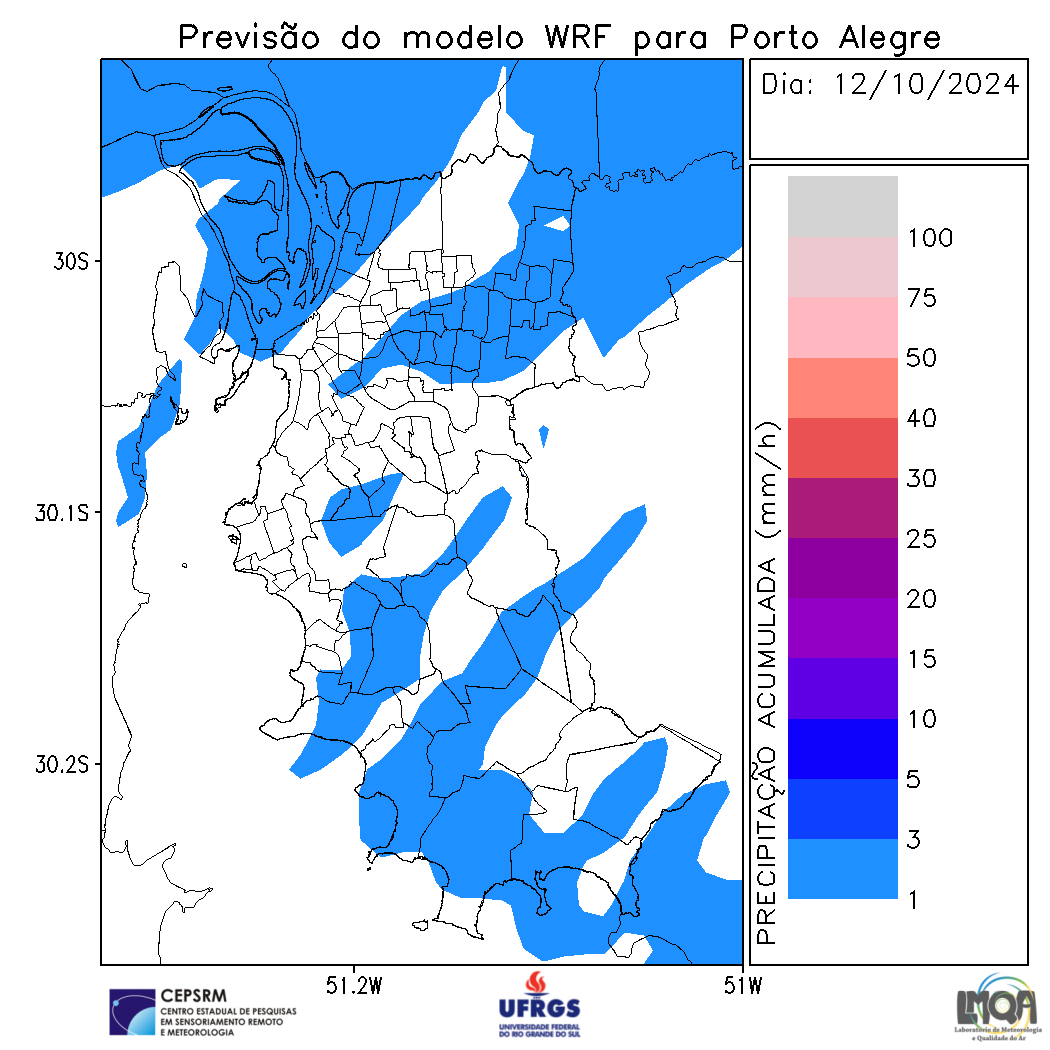 Previsão do modelo WRF para Porto Alegre
Dia: 12/10/2024
30S
30.1S
30.2S
51.2W
51W
PRECIPITAÇÃO ACUMULADA (mm/h)
100
75
50
40
30
25
20
15
10
5
3
1
CEPSRM
CENTRO ESTADUAL DE PESQUISAS
EM SENSORIAMENTO REMOTO
E METEOROLOGIA
UFRGS
UNIVERSIDADE FEDERAL
DO RIO GRANDE DO SUL
LMQA
Laboratório de Meteorologia
e Qualidade do Ar